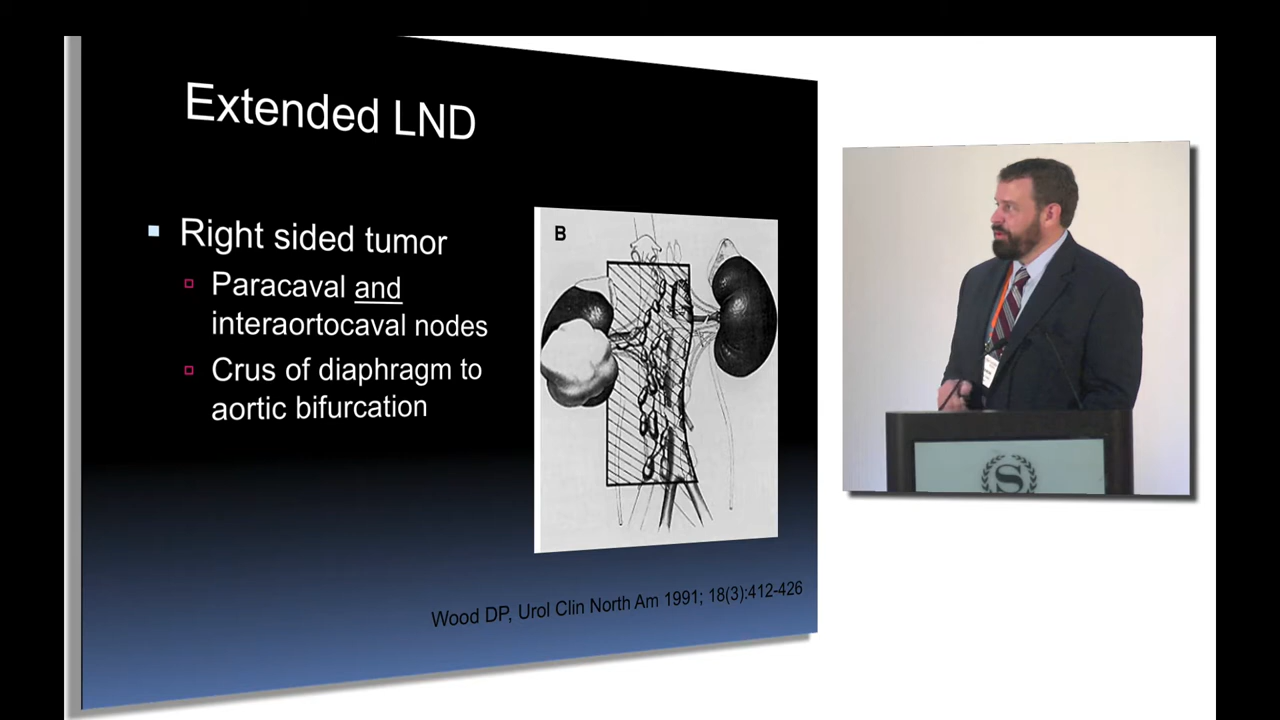 Extended LND
Right sided tumor
Paracaval and
interaortocaval nodes
Crus of diaphragm to
aortic bifurcation
B
Wood DP, Urol Clin North Am 1991; 18(3):412-426
S